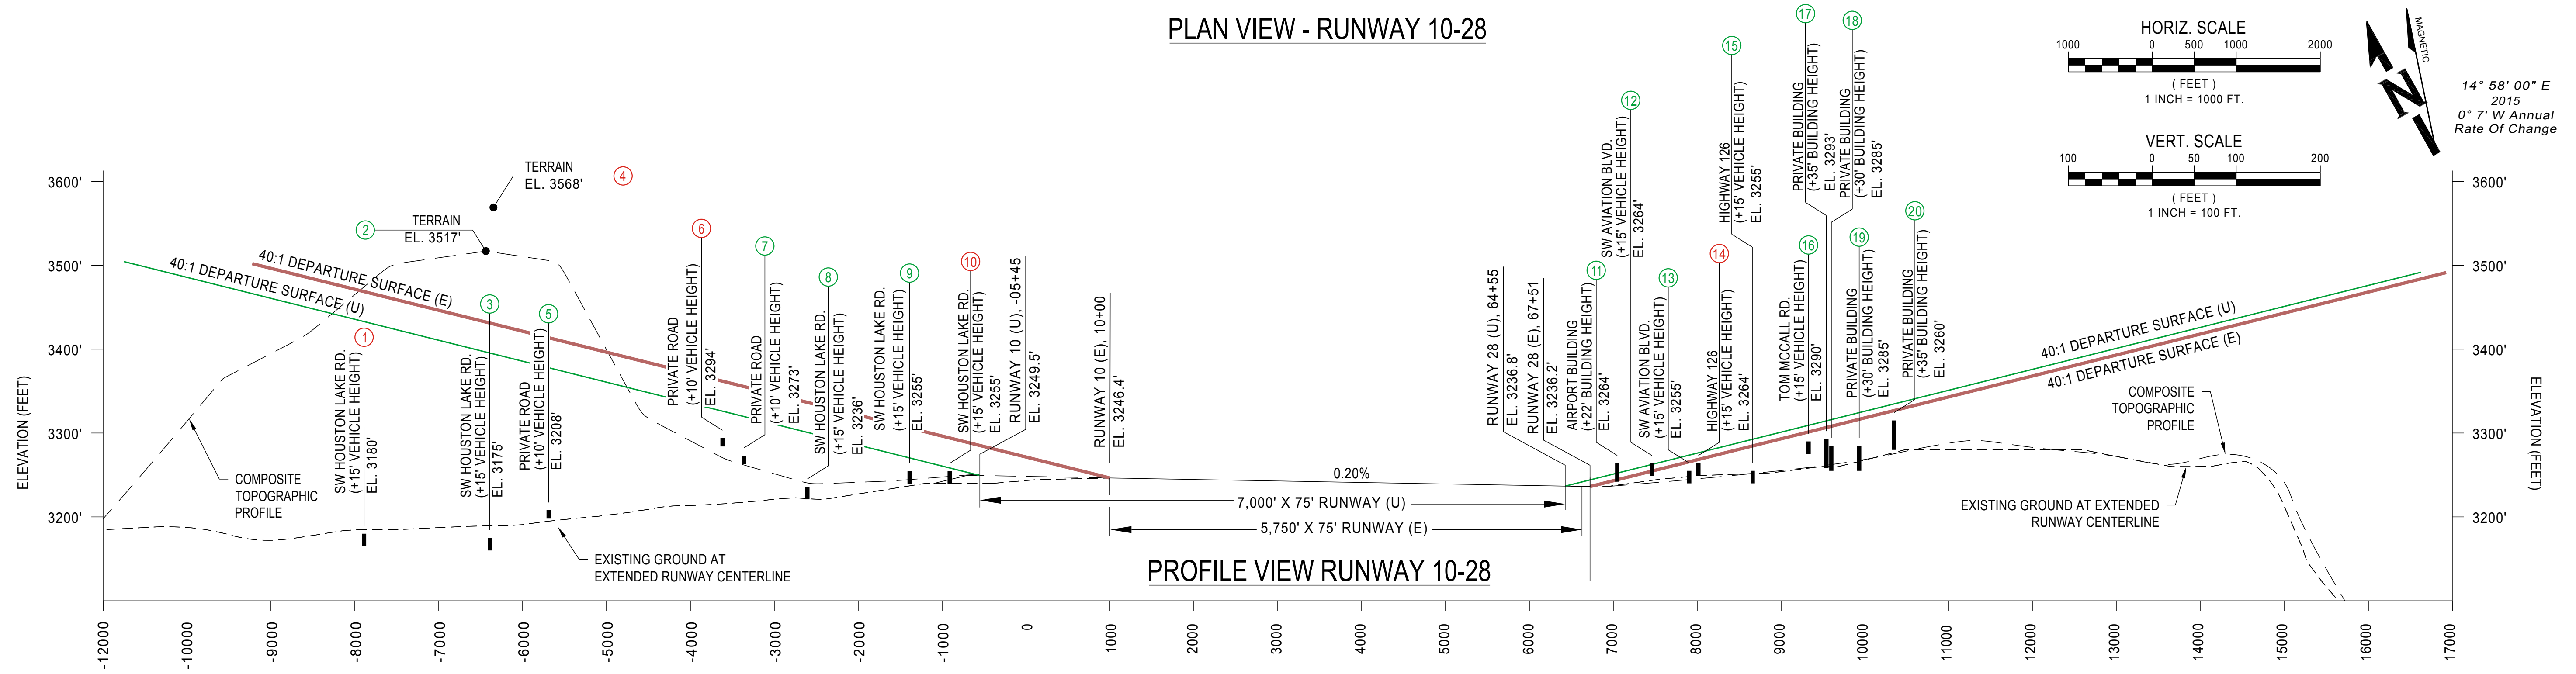 PLAN VIEW - RUNWAY 10-28
HORIZ. SCALE
1000 0 500 1000 2000
( FEET )
1 INCH = 1000 FT.
VERT. SCALE
100 0 50 100 200
( FEET )
1 INCH = 100 FT.
MAGNETIC
N
14° 58' 00" E
2015
0° 7' W Annual
Rate Of Change
ELEVATION (FEET)
3600'
3500'
3400'
3300'
3200'
40:1 DEPARTURE SURFACE (U)
40:1 DEPARTURE SURFACE (E)
COMPOSITE
TOPOGRAPHIC
PROFILE
1
SW HOUSTON LAKE RD.
(+15' VEHICLE HEIGHT)
EL. 3180'
2
TERRAIN
EL. 3517'
3
SW HOUSTON LAKE RD.
(+15' VEHICLE HEIGHT)
EL. 3175'
TERRAIN
EL. 3568'
4
5
PRIVATE ROAD
(+10' VEHICLE HEIGHT)
EL. 3208'
EXISTING GROUND AT
EXTENDED RUNWAY CENTERLINE
6
PRIVATE ROAD
(+10' VEHICLE HEIGHT)
EL. 3294'
7
PRIVATE ROAD
(+10' VEHICLE HEIGHT)
EL. 3273'
8
SW HOUSTON LAKE RD.
(+15' VEHICLE HEIGHT)
EL. 3236'
9
SW HOUSTON LAKE RD.
(+15' VEHICLE HEIGHT)
EL. 3255'
10
SW HOUSTON LAKE RD.
(+15' VEHICLE HEIGHT)
EL. 3255'
RUNWAY 10 (U), -05+45
EL. 3249.5'
RUNWAY 10 (E), 10+00
EL. 3246.4'
0.20%
7,000' X 75' RUNWAY (U)
5,750' X 75' RUNWAY (E)
RUNWAY 28 (U), 64+55
EL. 3236.8'
RUNWAY 28 (E), 67+51
EL. 3236.2'
11
AIRPORT BUILDING
(+22' BUILDING HEIGHT)
EL. 3264'
12
SW AVIATION BLVD.
(+15' VEHICLE HEIGHT)
EL. 3264'
13
SW AVIATION BLVD.
(+15' VEHICLE HEIGHT)
EL. 3255'
14
HIGHWAY 126
(+15' VEHICLE HEIGHT)
EL. 3264'
15
HIGHWAY 126
(+15' VEHICLE HEIGHT)
EL. 3255'
16
TOM MCCALL RD.
(+15' VEHICLE HEIGHT)
EL. 3290'
17
PRIVATE BUILDING
(+35' BUILDING HEIGHT)
EL. 3293'
18
PRIVATE BUILDING
(+30' BUILDING HEIGHT)
EL. 3285'
19
PRIVATE BUILDING
(+30' BUILDING HEIGHT)
EL. 3285'
20
PRIVATE BUILDING
(+35' BUILDING HEIGHT)
EL. 3260'
40:1 DEPARTURE SURFACE (U)
40:1 DEPARTURE SURFACE (E)
COMPOSITE
TOPOGRAPHIC
PROFILE
EXISTING GROUND AT EXTENDED
RUNWAY CENTERLINE
3600'
3500'
3400'
3300'
3200'
ELEVATION (FEET)
PROFILE VIEW RUNWAY 10-28
-12000 -11000 -10000 -9000 -8000 -7000 -6000 -5000 -4000 -3000 -2000 -1000 0 1000 2000 3000 4000 5000 6000 7000 8000 9000 10000 11000 12000 13000 14000 15000 16000 17000